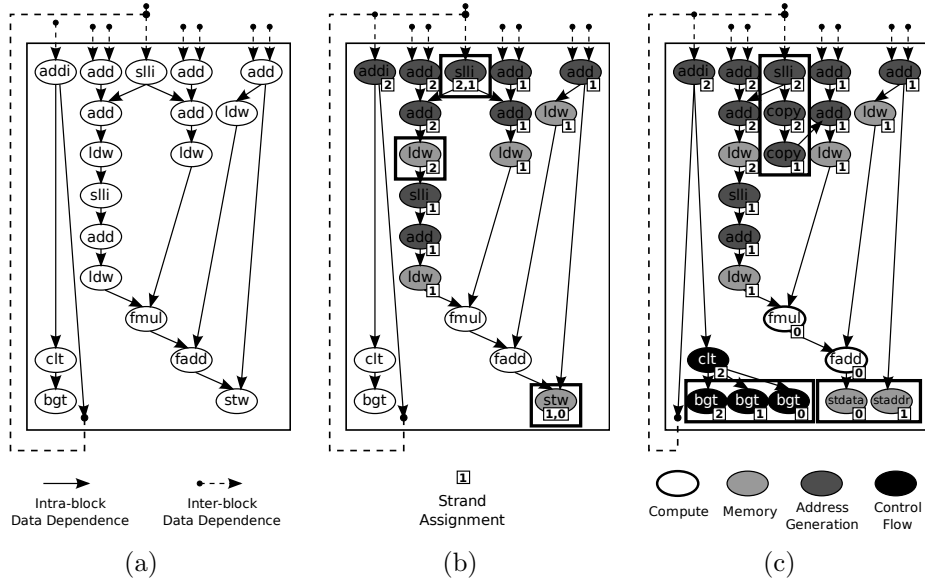 addi add slli add add
add add ldw
ldw ldw
slli
add
ldw
fmul
clt fadd
bgt stw
addi add slli add add
2 2 2,1 1 1
add add ldw
2 1 1
ldw ldw
2 1
slli
1
add
1
ldw
1
fmul
clt fadd
bgt stw
1,0
addi add slli add add
2 2 2 1 1
add copy add ldw
2 2 1 1
ldw copy ldw
2 1 1
slli
1
add
1
ldw
1
fmul
0
clt fadd
2 0
bgt bgt bgt stdata staddr
2 1 0 0 1
Intra-block
Data Dependence
Inter-block
Data Dependence
1
Strand
Assignment
Compute
Memory
Address
Generation
Control
Flow
(a)
(b)
(c)